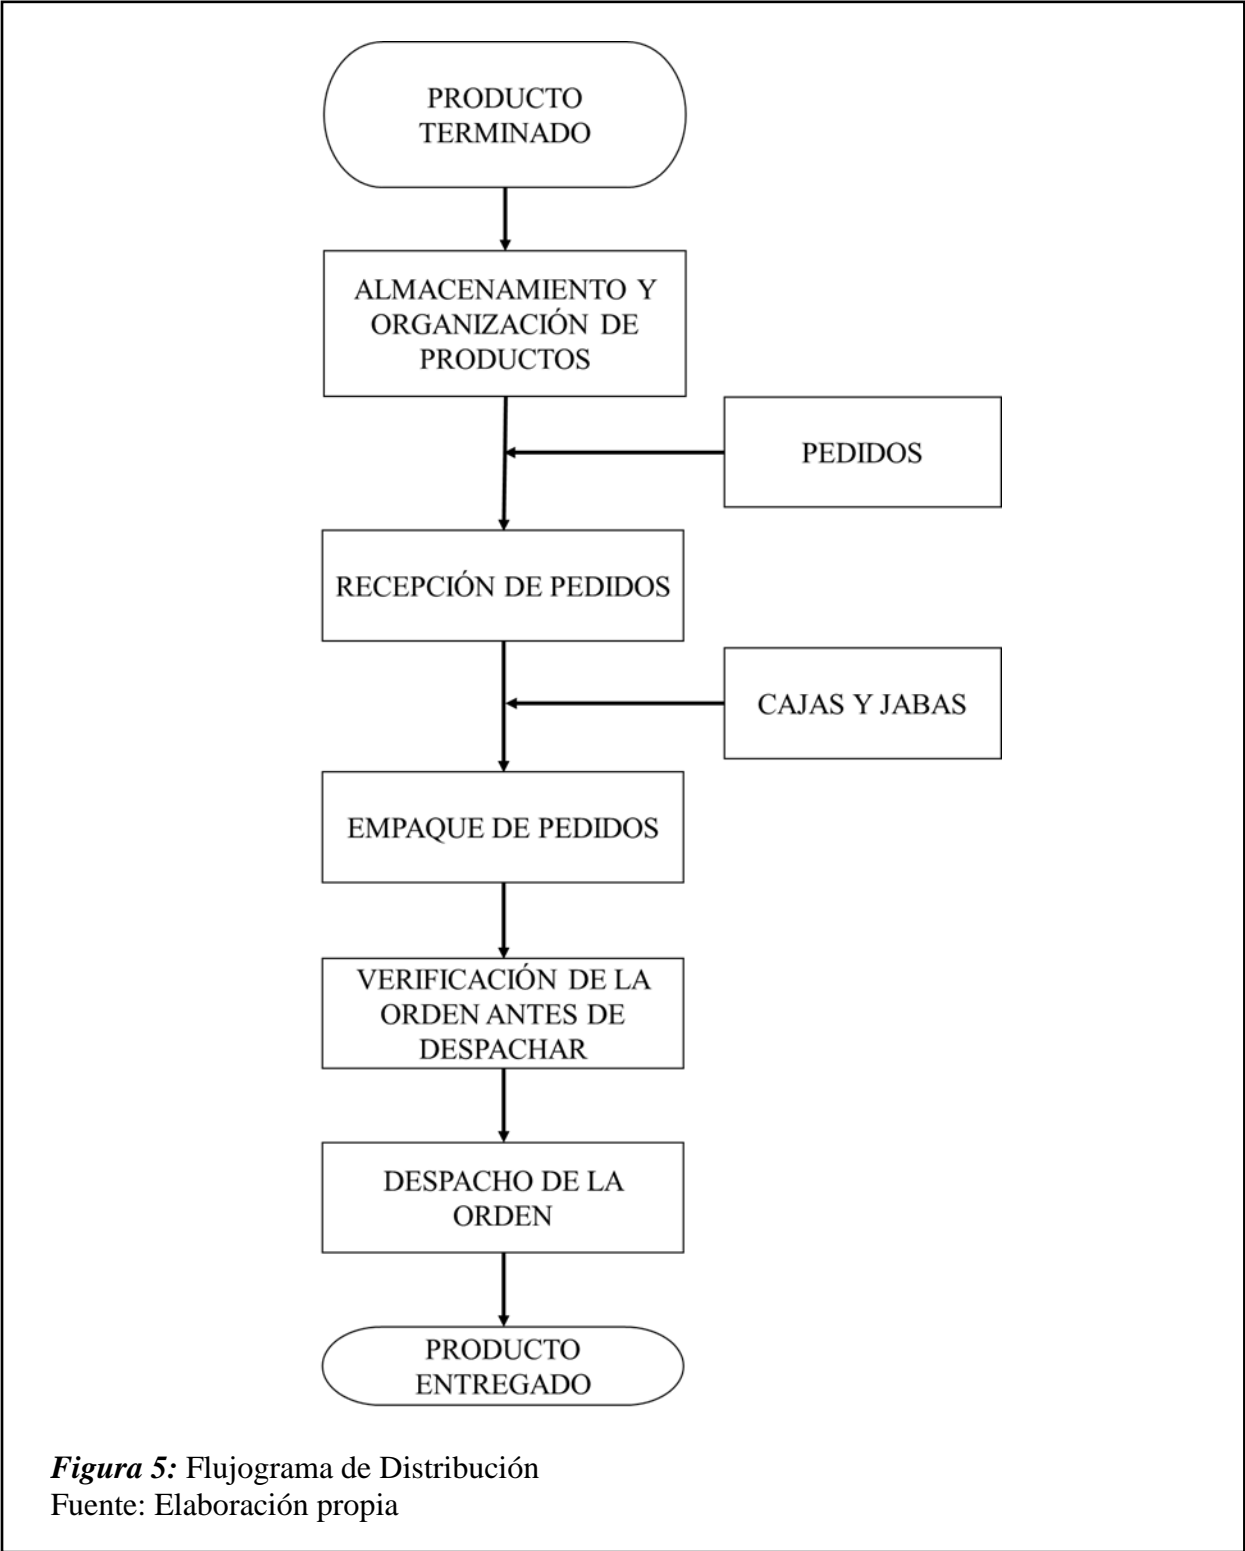 PRODUCTO
TERMINADO
ALMACENAMIENTO Y
ORGANIZACIÓN DE
PRODUCTOS
PEDIDOS
RECEPCIÓN DE PEDIDOS
CAJAS Y JABAS
EMPAQUE DE PEDIDOS
VERIFICACIÓN DE LA
ORDEN ANTES DE
DESPACHAR
DESPACHO DE LA
ORDEN
PRODUCTO
ENTREGADO
Figura 5: Flujograma de Distribución
Fuente: Elaboración propia